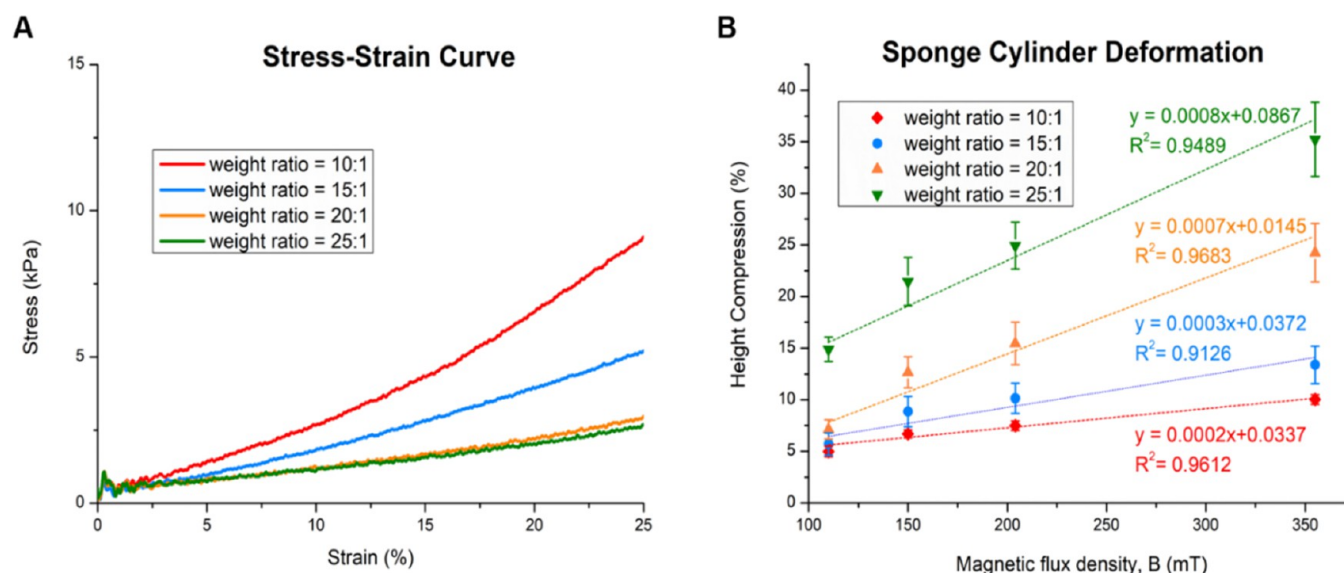 A
Stress-Strain Curve
15
10
5
0
Stress (kPa)
weight ratio = 10:1
weight ratio = 15:1
weight ratio = 20:1
weight ratio = 25:1
0 5 10 15 20 25
Strain (%)
B
Sponge Cylinder Deformation
40
35
30
25
20
15
10
5
0
Height Compression (%)
weight ratio = 10:1
weight ratio = 15:1
weight ratio = 20:1
weight ratio = 25:1
y = 0.0008x+0.0867
R²= 0.9489
y = 0.0007x+0.0145
R²= 0.9683
y = 0.0003x+0.0372
R²= 0.9126
y = 0.0002x+0.0337
R²= 0.9612
100 150 200 250 300 350
Magnetic flux density, B (mT)